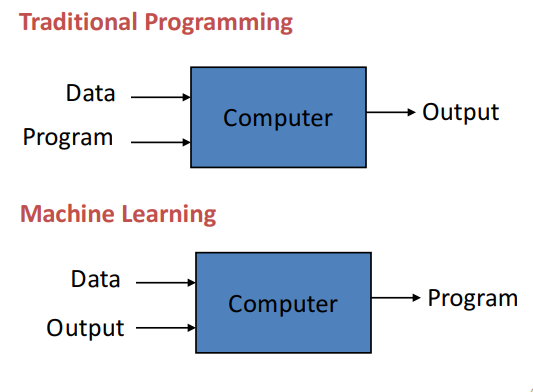 Traditional Programming
Data
Program
Computer
Output
Machine Learning
Data
Output
Computer
Program